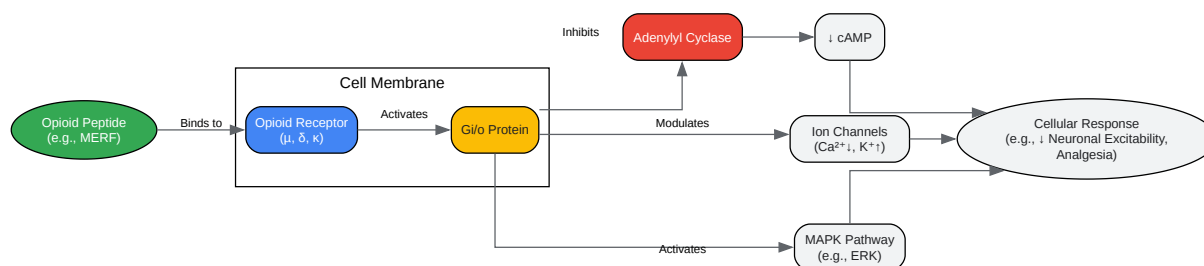 Inhibits
Adenylyl Cyclase
↓ cAMP
Cell Membrane
Opioid Peptide
(e.g., MERF)
Binds to
Opioid Receptor
(μ, δ, κ)
Activates
Gi/o Protein
Modulates
Ion Channels
(Ca²⁺↓, K⁺↑)
Cellular Response
(e.g., ↓ Neuronal Excitability,
Analgesia)
Activates
MAPK Pathway
(e.g., ERK)